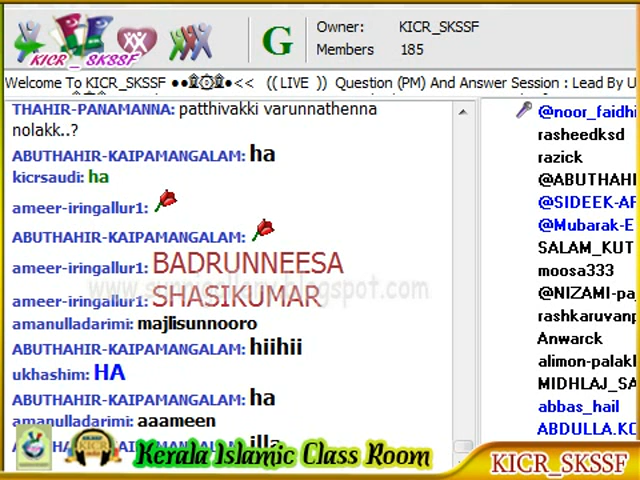 Owner: KICR_SKSSF
G
Members 185
KICR_SKSSF
Welcome To KICR_SKSSF ●●۩۞۩●<< (( LIVE )) Question (PM) And Answer Session : Lead By U
THAHIR-PANAMANNA: patthivakki varunnathenna
nolakk..?
ABUTHAHIR-KAIPAMANGALAM: ha
kicrsaudi: ha
ameer-iringallur1:
ABUTHAHIR-KAIPAMANGALAM:
ameer-iringallur1: BADRUNNEESA
ameer-iringallur1: SHASIKUMAR
amanulladarimi: majlisunnooro
ABUTHAHIR-KAIPAMANGALAM: hiihii
ukhashim: HA
ABUTHAHIR-KAIPAMANGALAM: ha
amanulladarimi: aaameen
illa
@noor_faidhi
rasheedksd
razick
@ABUTHAHI
@SIDEEK-AF
@Mubarak-E
SALAM_KUT
moosa333
@NIZAMI-pa
rashkaruvanp
Anwarck
alimon-palakl
MIDHLAJ_SA
abbas_hail
ABDULLA.KO
Kerala Islamic Class Room
KICR_SKSSF